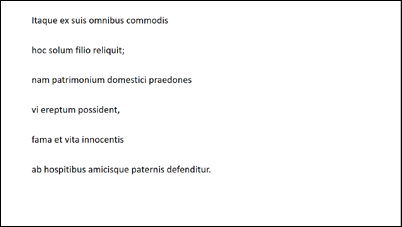 Itaque ex suis omnibus commodis
hoc solum filio reliquit;
nam patrimonium domestici praedones
vi ereptum possident,
fama et vita innocentis
ab hospitibus amicisque paternis defenditur.